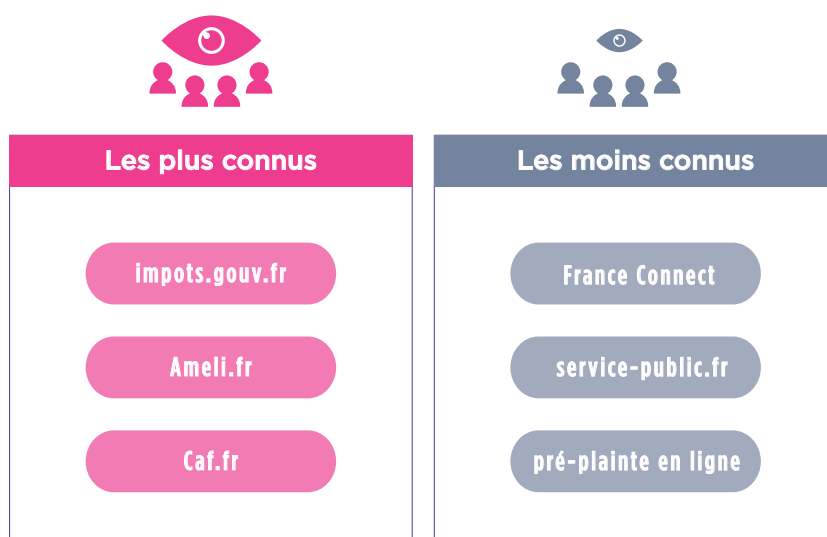 Les plus connus
impots.gouv.fr
Ameli.fr
Caf.fr
Les moins connus
France Connect
service-public.fr
pré-plainte en ligne